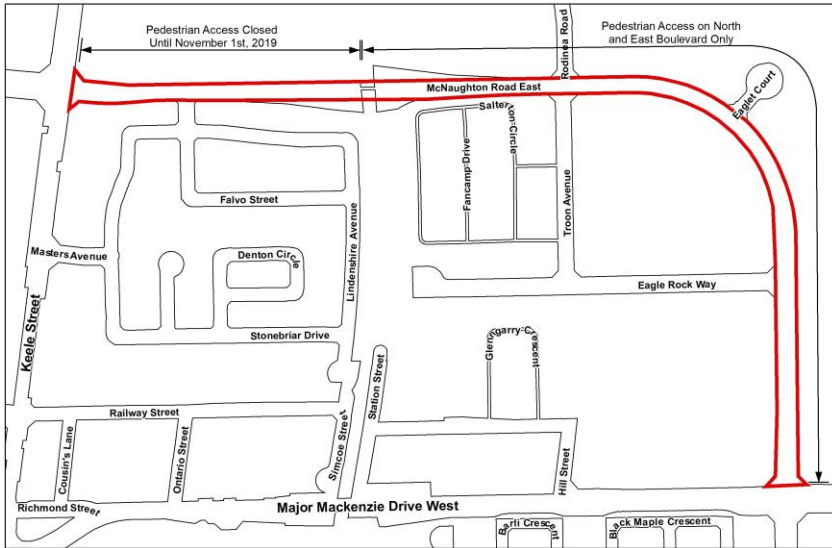 Pedestrian Access Closed
Until November 1st, 2019
Pedestrian Access on North
and East Boulevard Only
Rodinea Road
McNaughton Road East
Eaglet Court
Salterton Circle
Fancamp Drive
Troon Avenue
Falvo Street
Lindenshire Avenue
Masters Avenue
Denton Circle
Eagle Rock Way
Keele Street
Stonebriar Drive
Glengarry Crescent
Station Street
Railway Street
Simcoe Street
Cousin's Lane
Ontario Street
Hill Street
Richmond Street
Major Mackenzie Drive West
Barli Crescent
Black Maple Crescent